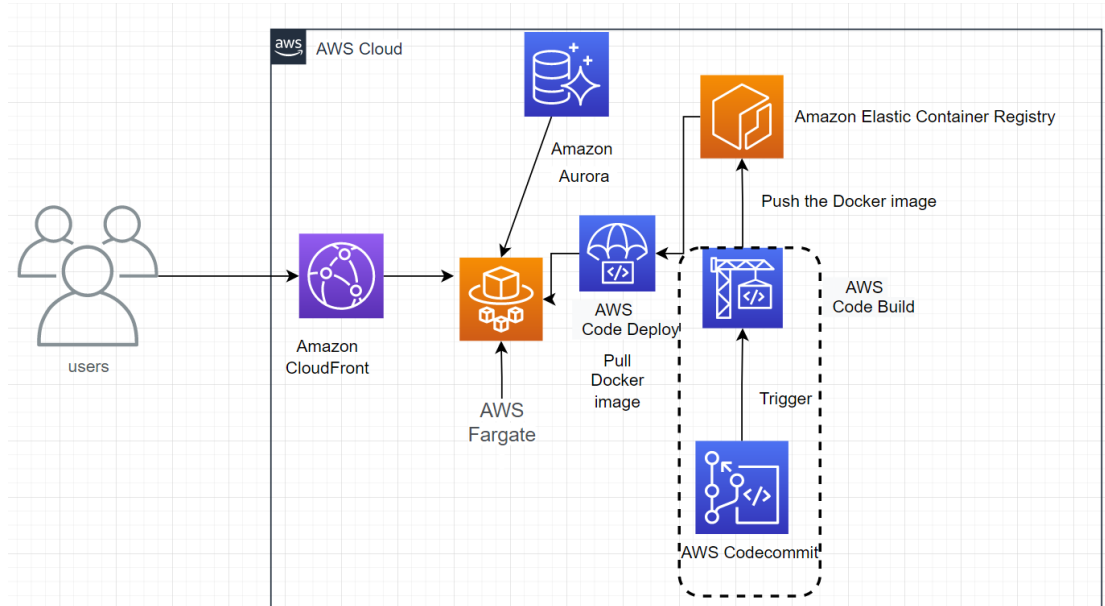 aws
AWS Cloud
Amazon
Aurora
Amazon Elastic Container Registry
Push the Docker image
AWS
Code Build
AWS
Code Deploy
Pull
Docker
image
Amazon
CloudFront
users
AWS
Fargate
Trigger
AWS Codecommit